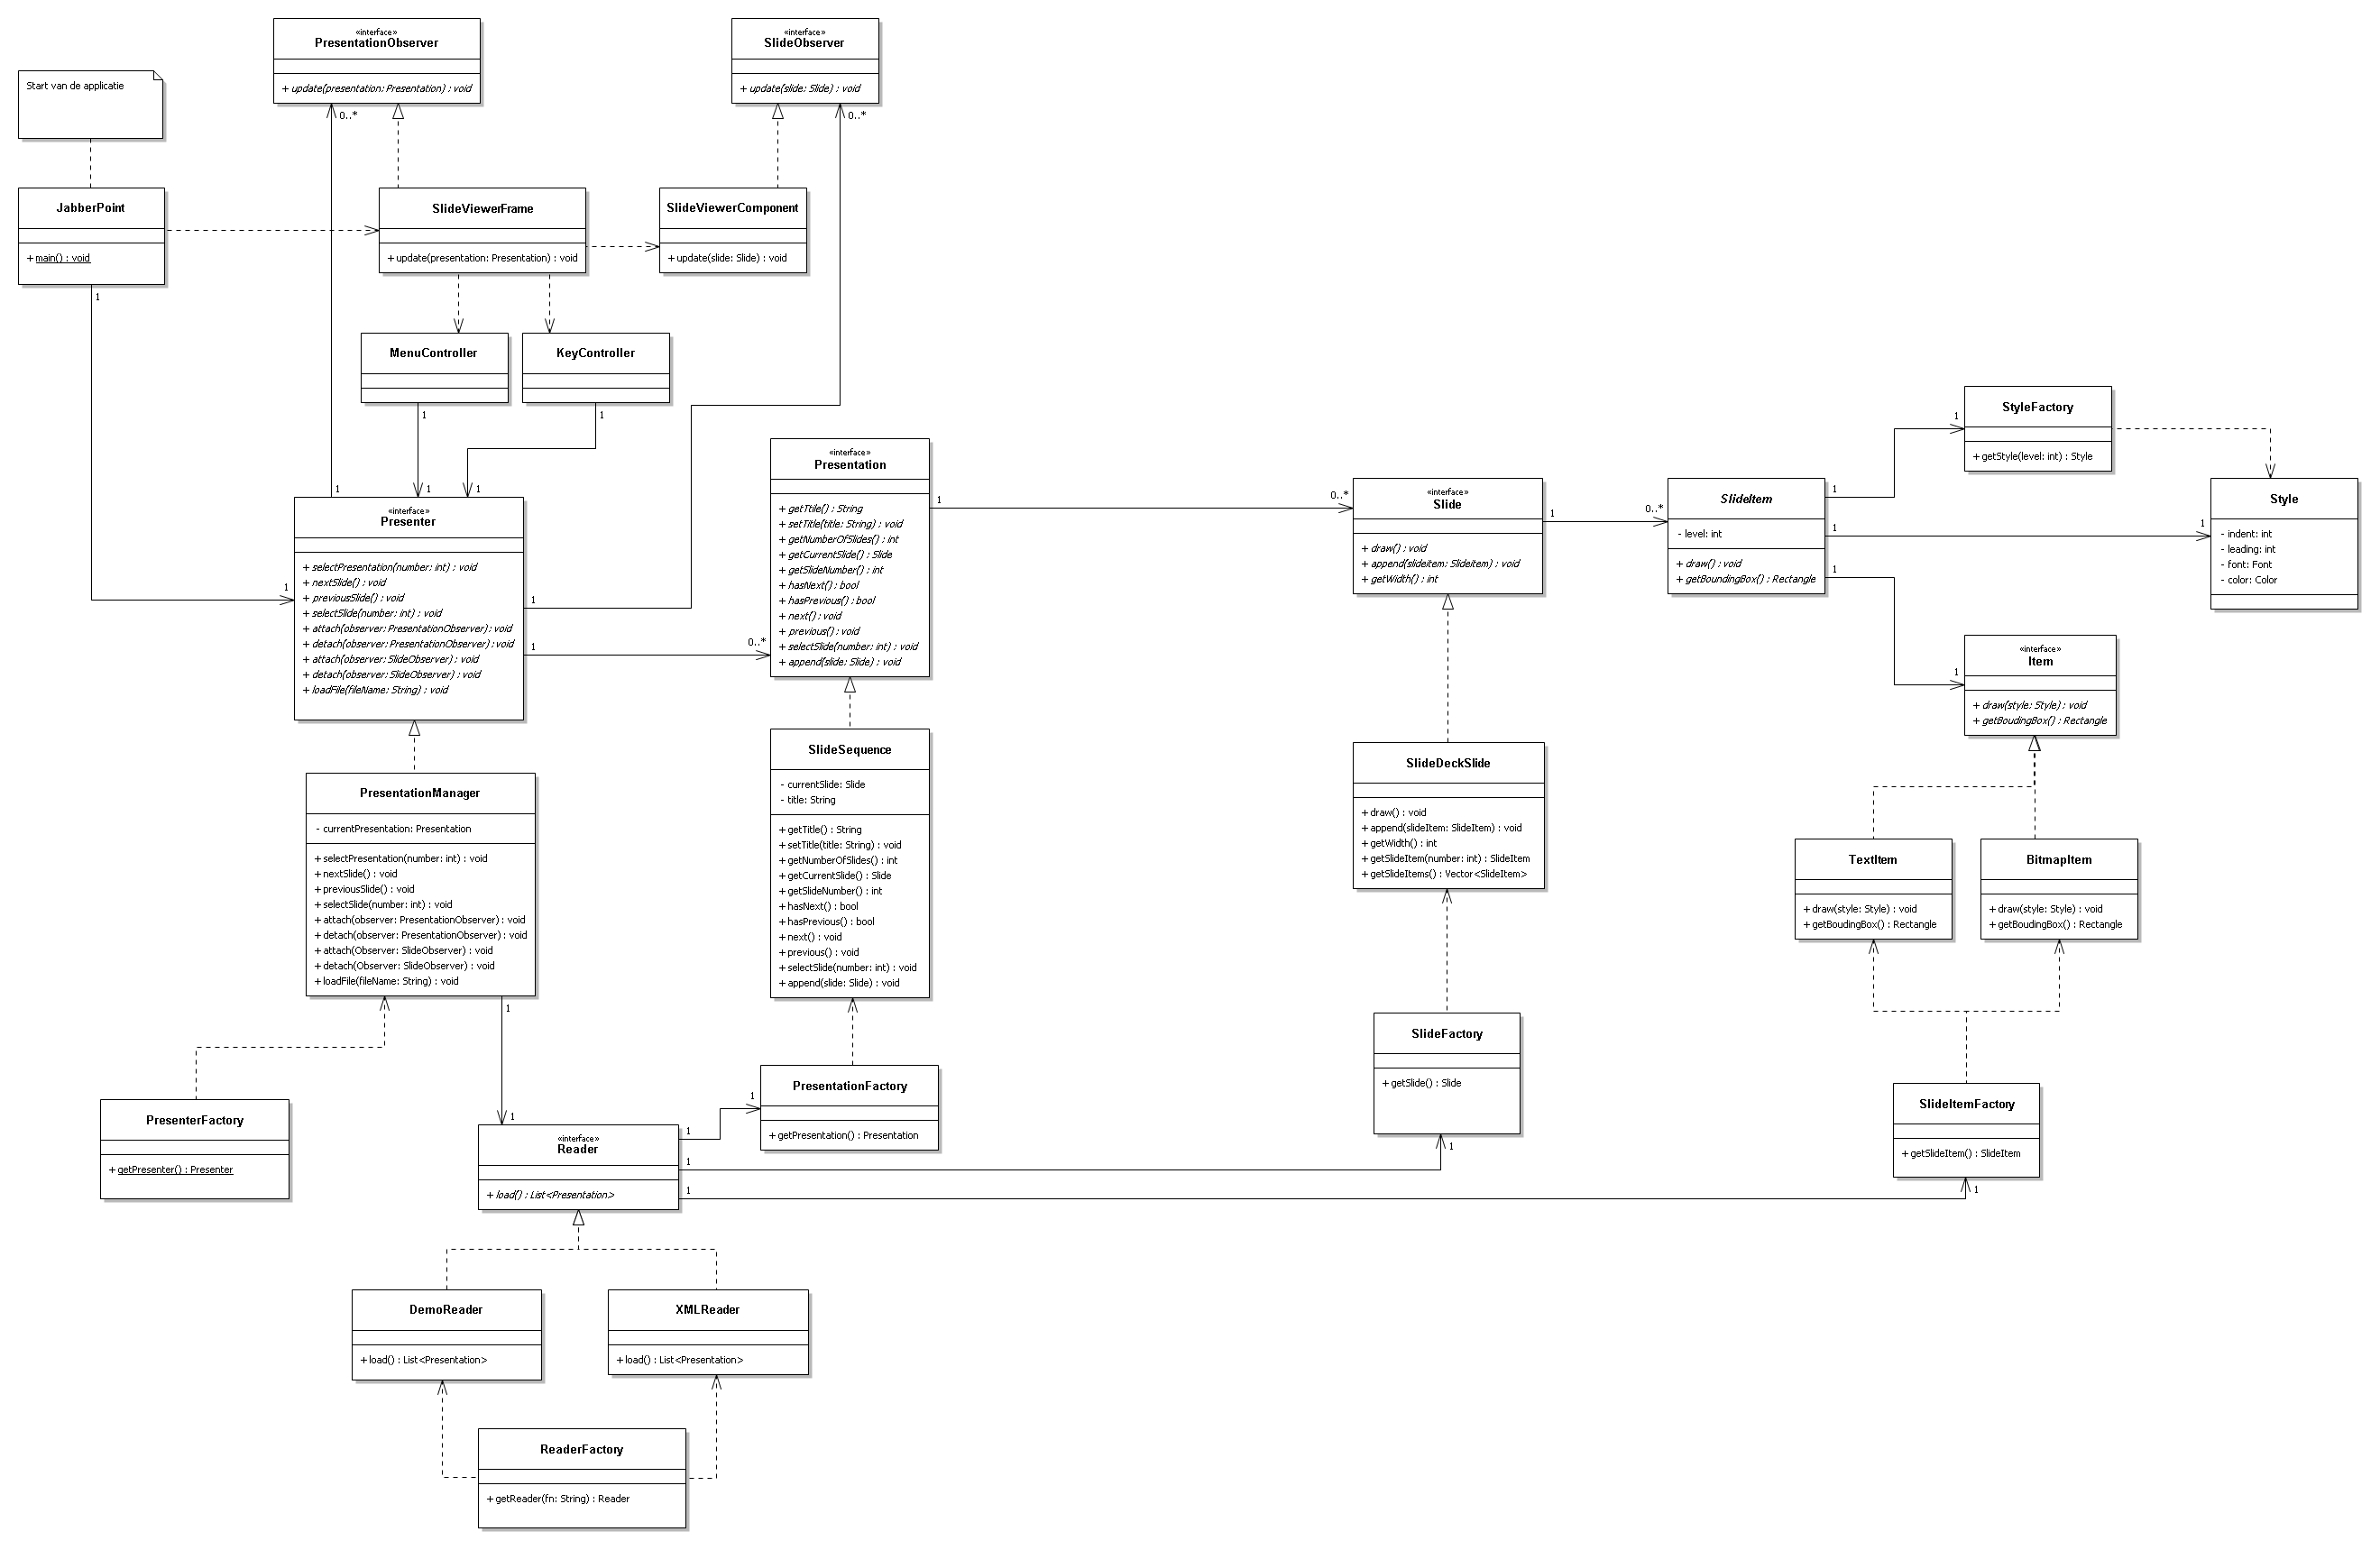 «interface»
PresentationObserver
+ update(presentation: Presentation) : void
«interface»
SlideObserver
+ update(slide: Slide) : void
Start van de applicatie
0..*
0..*
JabberPoint
+ main() : void
1
SlideViewerFrame
+ update(presentation: Presentation) : void
SlideViewerComponent
+ update(slide: Slide) : void
MenuController
1
KeyController
1
1
1
1
1
«interface»
Presenter
+ selectPresentation(number: int) : void
+ nextSlide() : void
+ previousSlide() : void
+ selectSlide(number: int) : void
+ attach(observer: PresentationObserver) : void
+ detach(observer: PresentationObserver) : void
+ attach(observer: SlideObserver) : void
+ detach(observer: SlideObserver) : void
+ loadFile(fileName: String) : void
1
1
0..*
«interface»
Presentation
+ getTtile() : String
+ setTitle(title: String) : void
+ getNumberOfSlides() : int
+ getCurrentSlide() : Slide
+ getSlideNumber() : int
+ hasNext() : bool
+ hasPrevious() : bool
+ next() : void
+ previous() : void
+ selectSlide(number: int) : void
+ append(slide: Slide) : void
1
0..*
«interface»
Slide
+ draw() : void
+ append(slideitem: SlideItem) : void
+ getWidth() : int
1
0..*
SlideItem
- level: int
+ draw() : void
+ getBoundingBox() : Rectangle
1
1
1
1
StyleFactory
+ getStyle(level: int) : Style
1
Style
- indent: int
- leading: int
- font: Font
- color: Color
1
«interface»
Item
+ draw(style: Style) : void
+ getBoudingBox() : Rectangle
PresentationManager
- currentPresentation: Presentation
+ selectPresentation(number: int) : void
+ nextSlide() : void
+ previousSlide() : void
+ selectSlide(number: int) : void
+ attach(observer: PresentationObserver) : void
+ detach(observer: PresentationObserver) : void
+ attach(Observer: SlideObserver) : void
+ detach(Observer: SlideObserver) : void
+ loadFile(fileName: String) : void
1
SlideSequence
- currentSlide: Slide
- title: String
+ getTitle() : String
+ setTitle(title: String) : void
+ getNumberOfSlides() : int
+ getCurrentSlide() : Slide
+ getSlideNumber() : int
+ hasNext() : bool
+ hasPrevious() : bool
+ next() : void
+ previous() : void
+ selectSlide(number: int) : void
+ append(slide: Slide) : void
SlideDeckSlide
+ draw() : void
+ append(slideItem: SlideItem) : void
+ getWidth() : int
+ getSlideItem(number: int) : SlideItem
+ getSlideItems() : Vector<SlideItem>
TextItem
+ draw(style: Style) : void
+ getBoudingBox() : Rectangle
BitmapItem
+ draw(style: Style) : void
+ getBoudingBox() : Rectangle
PresenterFactory
+ getPresenter() : Presenter
1
«interface»
Reader
+ load() : List<Presentation>
1
1
1
1
PresentationFactory
+ getPresentation() : Presentation
SlideFactory
+ getSlide() : Slide
1
SlideItemFactory
+ getSlideItem() : SlideItem
1
DemoReader
+ load() : List<Presentation>
XMLReader
+ load() : List<Presentation>
ReaderFactory
+ getReader(fn: String) : Reader